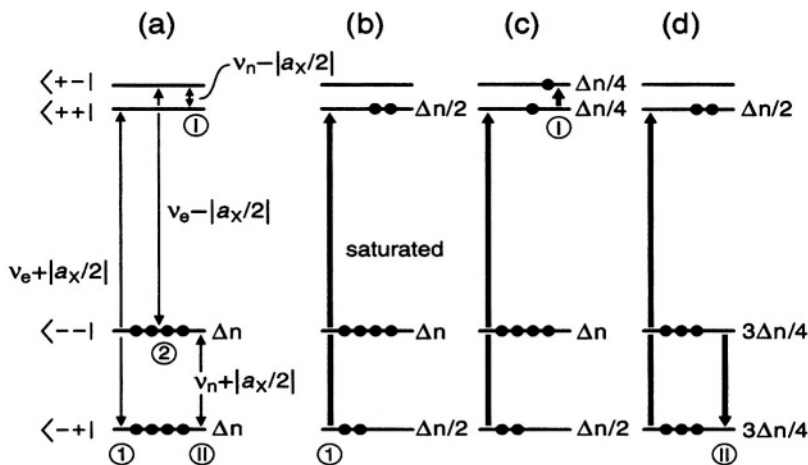 (a) (b) (c) (d)
νn−|aX/2|
<+−| Δn/4
<++| Δn/2 Δn/4 Δn/2
I I
νe−|aX/2|
νe+|aX/2|
saturated
<−−| Δn Δn Δn 3Δn/4
2
νn+|aX/2|
<−+| Δn Δn/2 Δn/2 3Δn/4
1 II 1 II